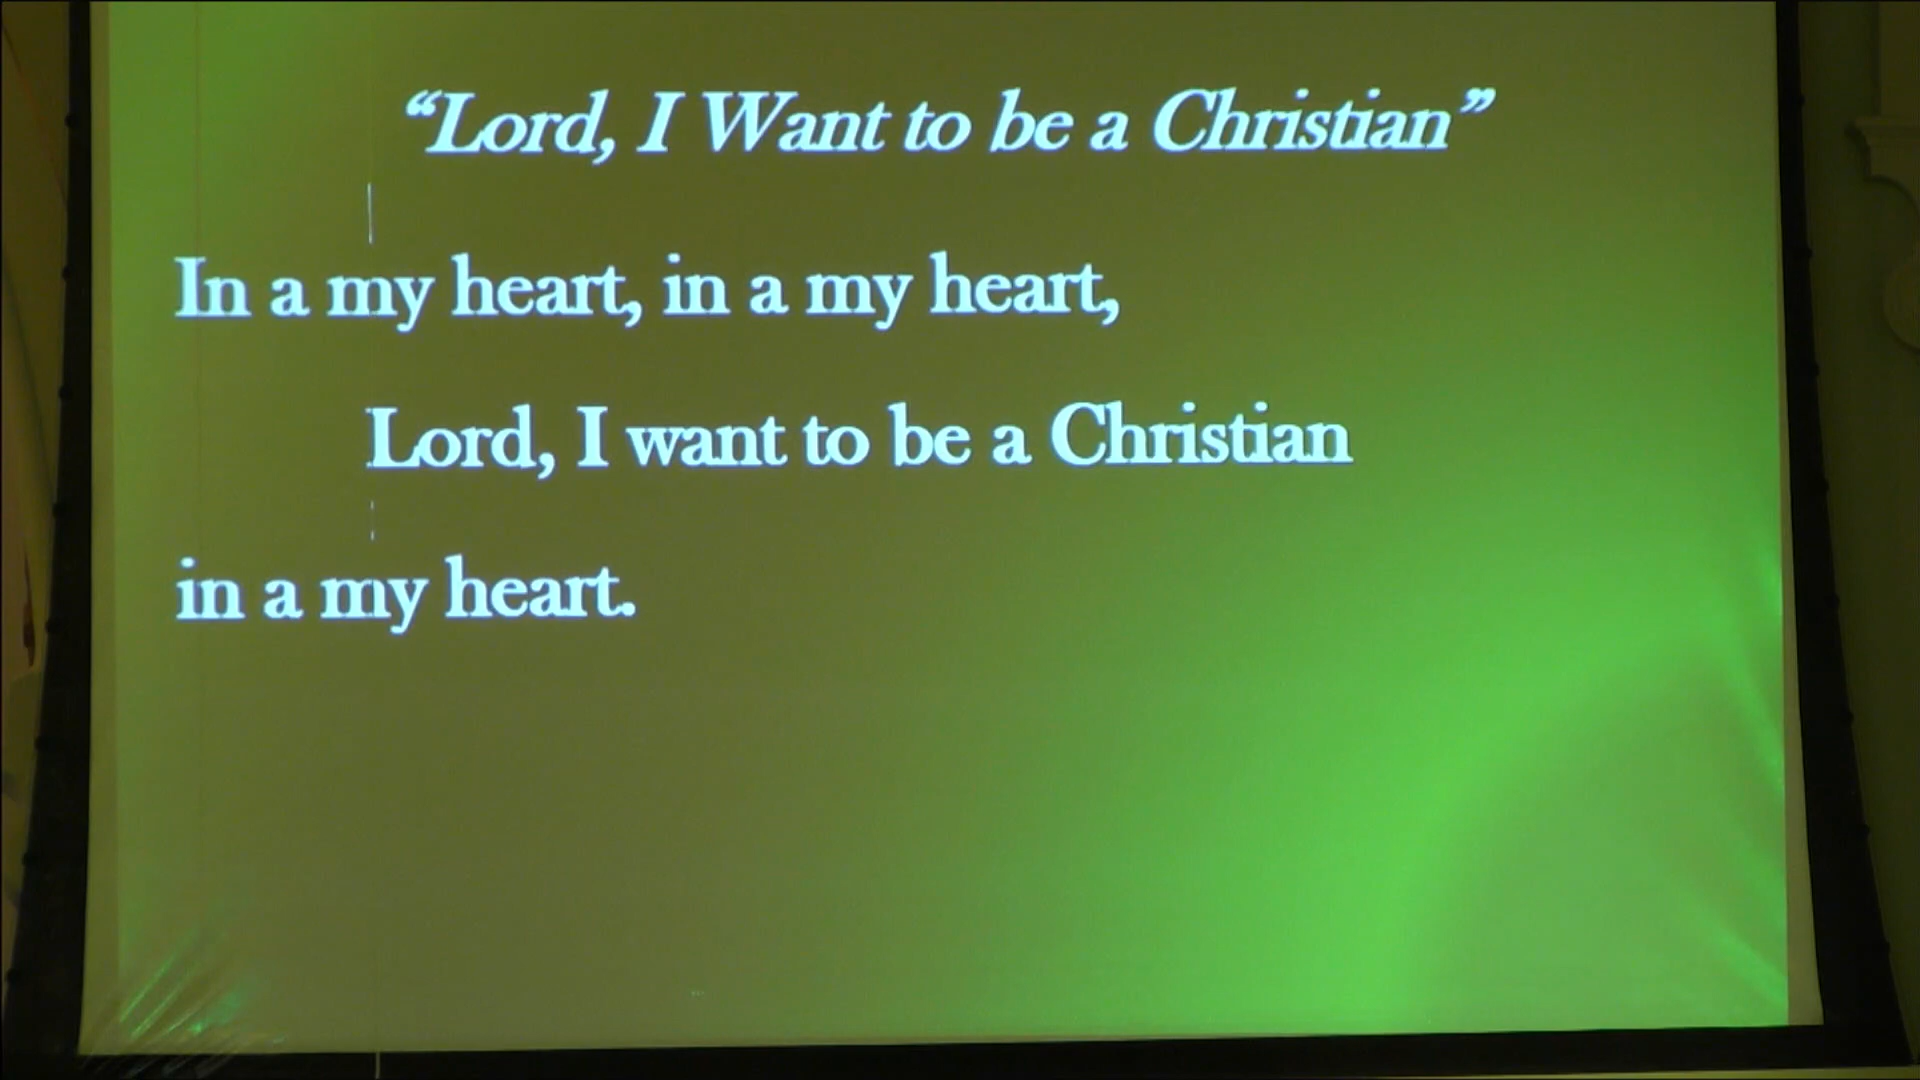 “Lord, I Want to be a Christian”
In a my heart, in a my heart,
Lord, I want to be a Christian
in a my heart.